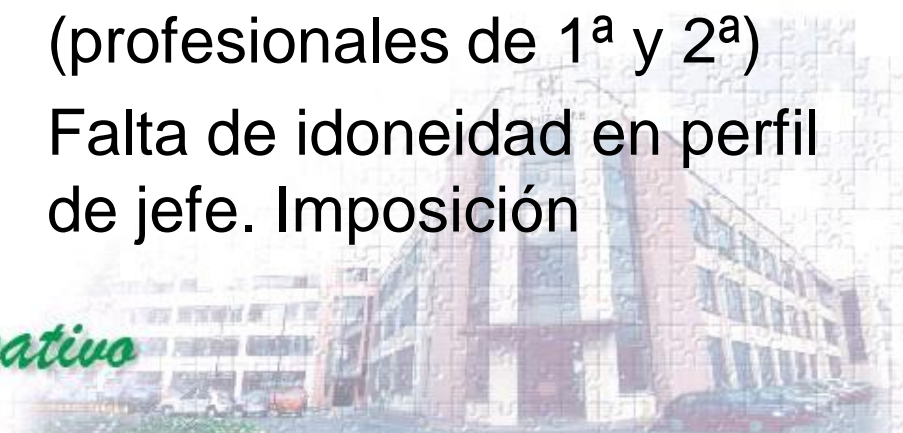 (profesionales de 1ª y 2ª)
Falta de idoneidad en perfil
de jefe. Imposición
ativo